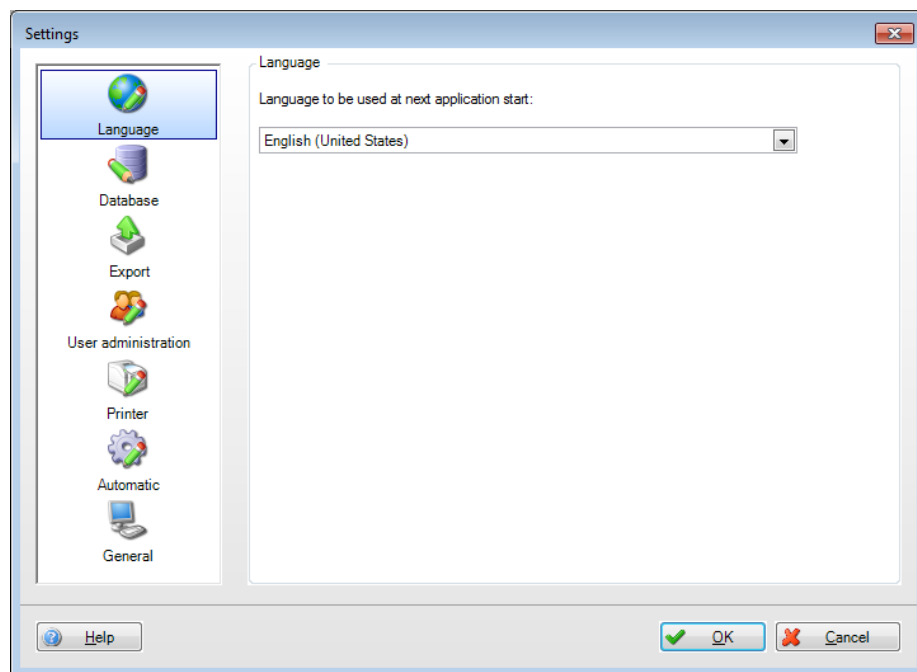 Settings
Language
Database
Export
User administration
Printer
Automatic
General
Language
Language to be used at next application start:
English (United States)
Help
OK
Cancel